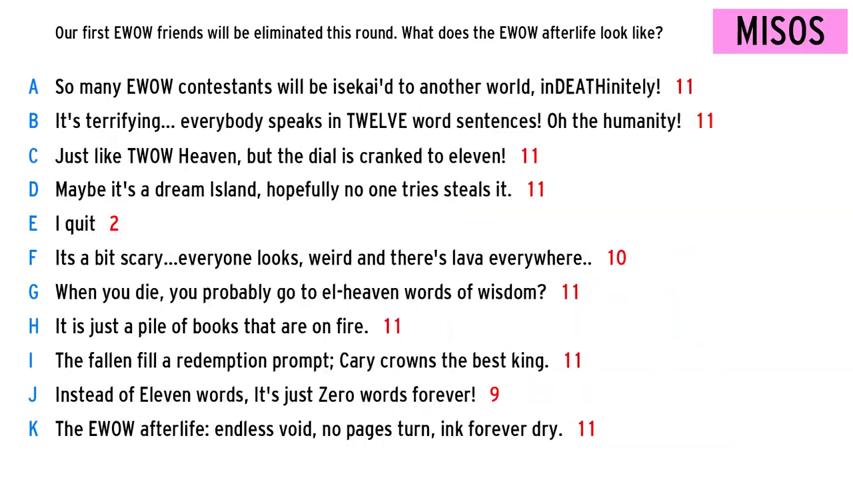 Our first EWOW friends will be eliminated this round. What does the EWOW afterlife look like?
MISOS
A So many EWOW contestants will be isekai'd to another world, inDEATHinitely! 11
B It's terrifying... everybody speaks in TWELVE word sentences! Oh the humanity! 11
C Just like TWOW Heaven, but the dial is cranked to eleven! 11
D Maybe it's a dream Island, hopefully no one tries steals it. 11
E I quit 2
F Its a bit scary...everyone looks, weird and there's lava everywhere.. 10
G When you die, you probably go to el-heaven words of wisdom? 11
H It is just a pile of books that are on fire. 11
I The fallen fill a redemption prompt; Cary crowns the best king. 11
J Instead of Eleven words, It's just Zero words forever! 9
K The EWOW afterlife: endless void, no pages turn, ink forever dry. 11